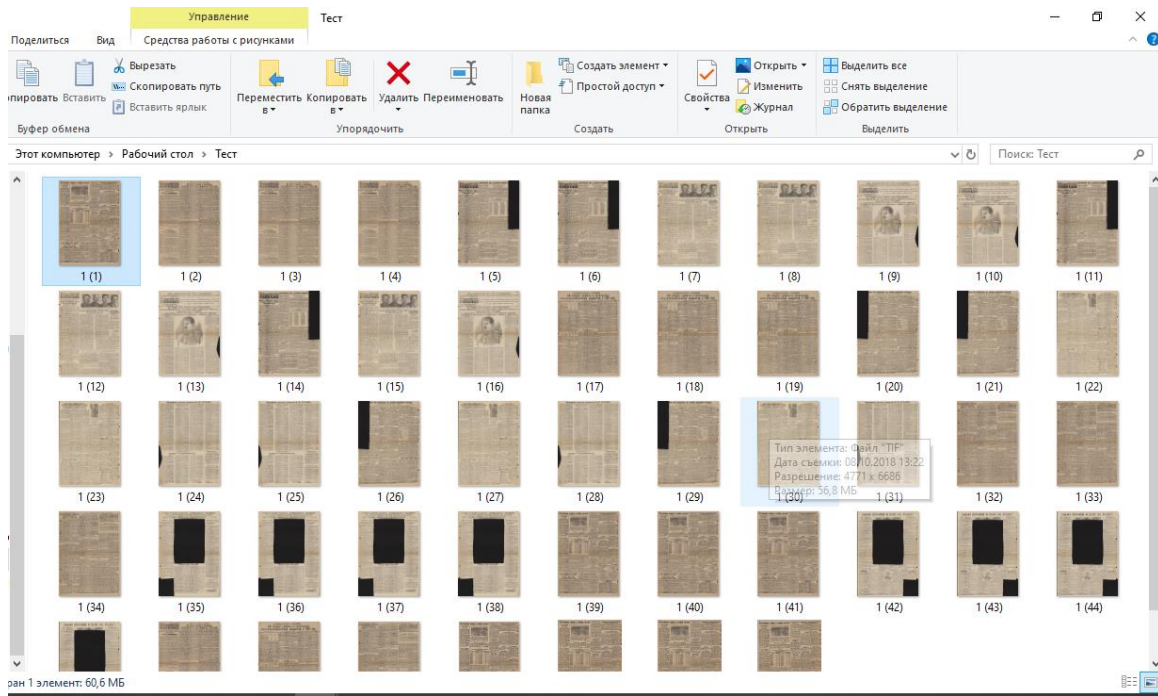 Управление
Тест
Поделиться Вид Средства работы с рисунками
опировать Вставить
Вырезать
Скопировать путь
Вставить ярлык
Переместить в
Копировать в
Удалить Переименовать
Новая папка
Создать элемент
Простой доступ
Свойства
Открыть
Изменить
Журнал
Выделить все
Снять выделение
Обратить выделение
Буфер обмена Упорядочить Создать Открыть Выделить
Этот компьютер > Рабочий стол > Тест
Поиск: Тест
1 (1) 1 (2) 1 (3) 1 (4) 1 (5) 1 (6) 1 (7) 1 (8) 1 (9) 1 (10) 1 (11)
1 (12) 1 (13) 1 (14) 1 (15) 1 (16) 1 (17) 1 (18) 1 (19) 1 (20) 1 (21) 1 (22)
1 (23) 1 (24) 1 (25) 1 (26) 1 (27) 1 (28) 1 (29) 1 (30) 1 (31) 1 (32) 1 (33)
Тип элемента: Файл "TIF"
Дата съемки: 08.10.2018 13:22
Разрешение: 4771 x 6686
Размер: 56,8 МБ
1 (34) 1 (35) 1 (36) 1 (37) 1 (38) 1 (39) 1 (40) 1 (41) 1 (42) 1 (43) 1 (44)
ран 1 элемент: 60,6 МБ